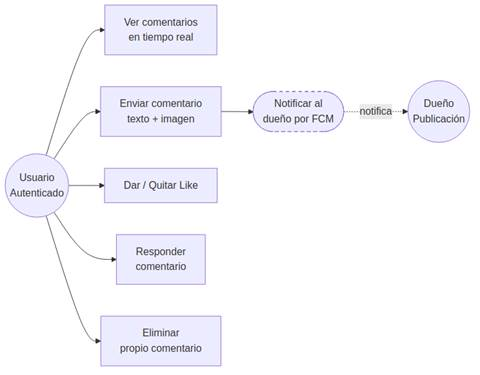 Ver comentarios
en tiempo real
Enviar comentario
texto + imagen
Notificar al
dueño por FCM
notifica
Dueño
Publicación
Usuario
Autenticado
Dar / Quitar Like
Responder
comentario
Eliminar
propio comentario